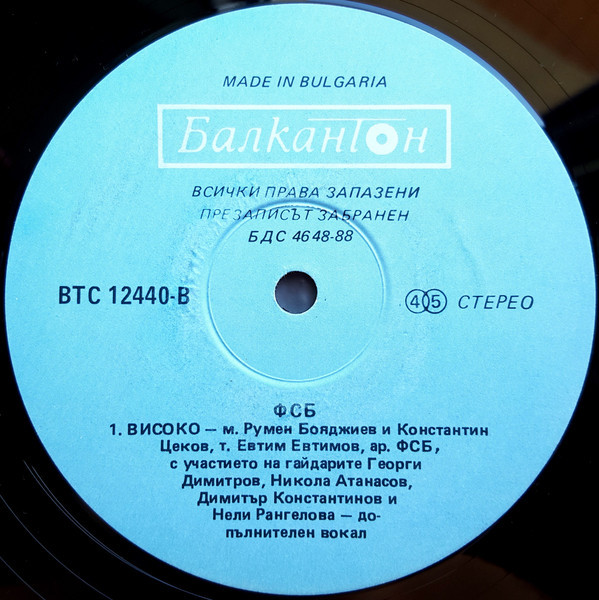 MADE IN BULGARIA
Балкантон
ВСИЧКИ ПРАВА ЗАПАЗЕНИ
ПРЕЗАПИСЪТ ЗАБРАНЕН
БДС 4648-88
ВТС 12440-В
45 СТЕРЕО
ФСБ
1. ВИСОКО — м. Румен Бояджиев и Константин
Цеков, т. Евтим Евтимов, ар. ФСБ,
с участието на гайдарите Георги
Димитров, Никола Атанасов,
Димитър Константинов и
Нели Рангелова — до-
пълнителен вокал